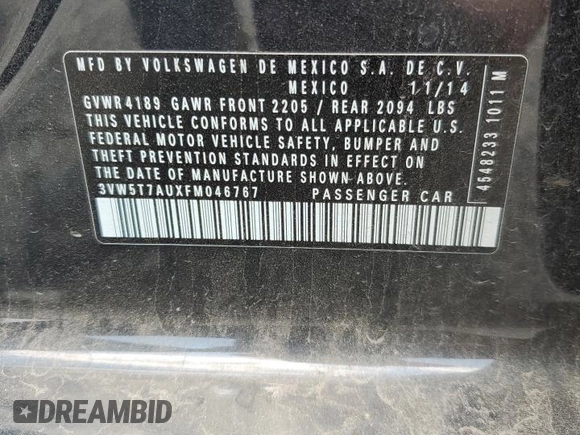 MFD BY VOLKSWAGEN DE MEXICO S.A. DE C.V.
MEXICO 11/14
GVWR4189 GAWR FRONT 2205 / REAR 2094 LBS
THIS VEHICLE CONFORMS TO ALL APPLICABLE U.S.
FEDERAL MOTOR VEHICLE SAFETY, BUMPER AND
THEFT PREVENTION STANDARDS IN EFFECT ON
THE DATE OF MANUFACTURE SHOWN ABOVE.
3VW5T7AUXFM046767 PASSENGER CAR
4648233 1011 M
DREAMBID